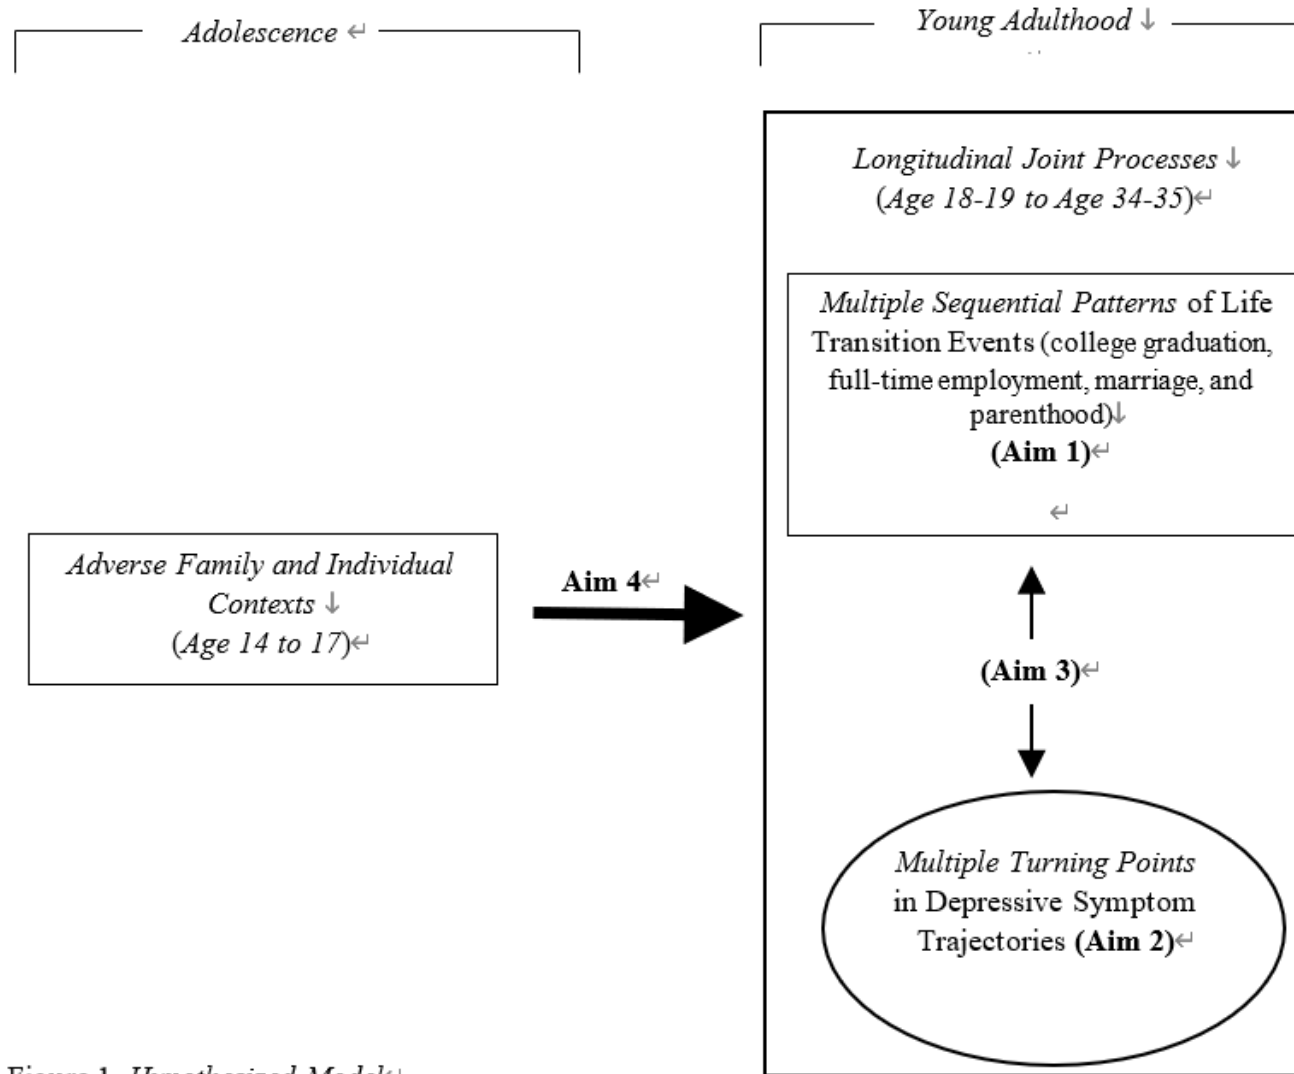 Adolescence ↵
Young Adulthood ↓
↵
Longitudinal Joint Processes ↓
(Age 18-19 to Age 34-35)↵
Multiple Sequential Patterns of Life
Transition Events (college graduation,
full-time employment, marriage, and
parenthood)↓
(Aim 1)↵
↵
Adverse Family and Individual
Contexts ↓
(Age 14 to 17)↵
Aim 4↵
(Aim 3)↵
Multiple Turning Points
in Depressive Symptom
Trajectories (Aim 2)↵
Figure 1. Hypothesized Model↵